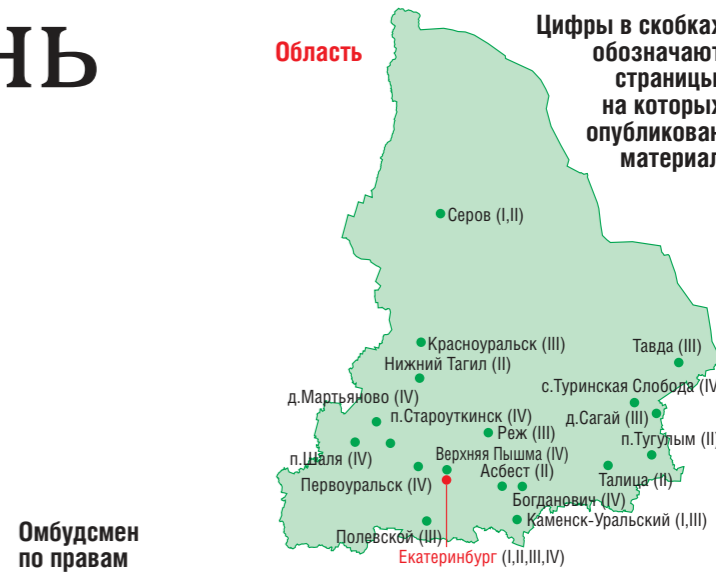 НЬ
Область
Цифры в скобках
обозначают
страницы,
на которых
опубликован
материал
Серов (I,II)
Красноуральск (III)
Тавда (III)
Нижний Тагил (II)
с.Туринская Слобода (IV)
д.Мартьяново (IV)
п.Староуткинск (IV)
д.Сагай (III)
Реж (III)
п.Тугулым (II)
Верхняя Пышма (IV)
п.Шаля (IV)
Асбест (II)
Талица (II)
Первоуральск (IV)
Богданович (IV)
Каменск-Уральский (I,III)
Полевской (III)
Екатеринбург (I,II,III,IV)
Омбудсмен
по правам